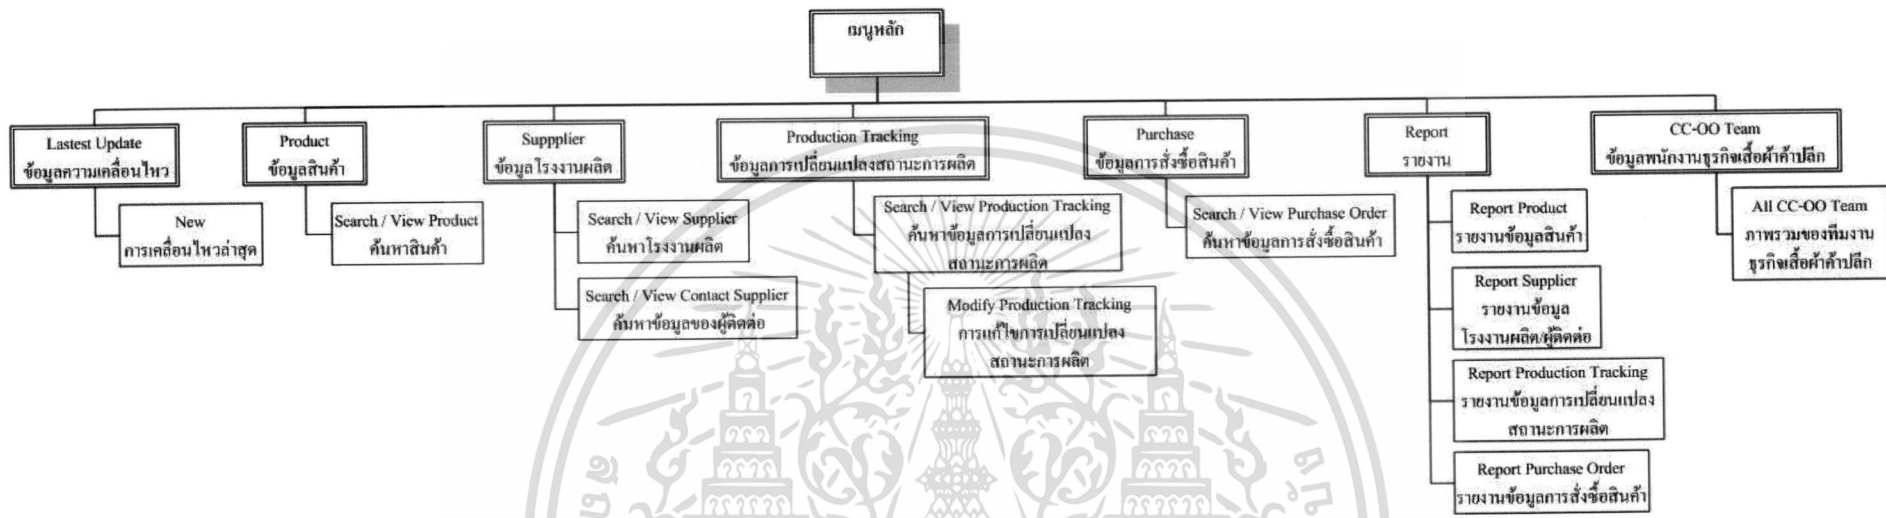 เมนูหลัก
Lastest Update
ข้อมูลความเคลื่อนไหว
New
การเคลื่อนไหวล่าสุด
Product
ข้อมูลสินค้า
Search / View Product
ค้นหาสินค้า
Suppplier
ข้อมูลโรงงานผลิต
Search / View Supplier
ค้นหาโรงงานผลิต
Search / View Contact Supplier
ค้นหาข้อมูลของผู้ติดต่อ
Production Tracking
ข้อมูลการเปลี่ยนแปลงสถานะการผลิต
Search / View Production Tracking
ค้นหาข้อมูลการเปลี่ยนแปลง
สถานะการผลิต
Modify Production Tracking
การแก้ไขการเปลี่ยนแปลง
สถานะการผลิต
Purchase
ข้อมูลการสั่งซื้อสินค้า
Search / View Purchase Order
ค้นหาข้อมูลการสั่งซื้อสินค้า
Report
รายงาน
Report Product
รายงานข้อมูลสินค้า
Report Supplier
รายงานข้อมูล
โรงงานผลิต/ผู้ติดต่อ
Report Production Tracking
รายงานข้อมูลการเปลี่ยนแปลง
สถานะการผลิต
Report Purchase Order
รายงานข้อมูลการสั่งซื้อสินค้า
CC-OO Team
ข้อมูลพนักงานธุรกิจเสื้อผ้าค้าปลีก
All CC-OO Team
ภาพรวมของทีมงาน
ธุรกิจเสื้อผ้าค้าปลีก